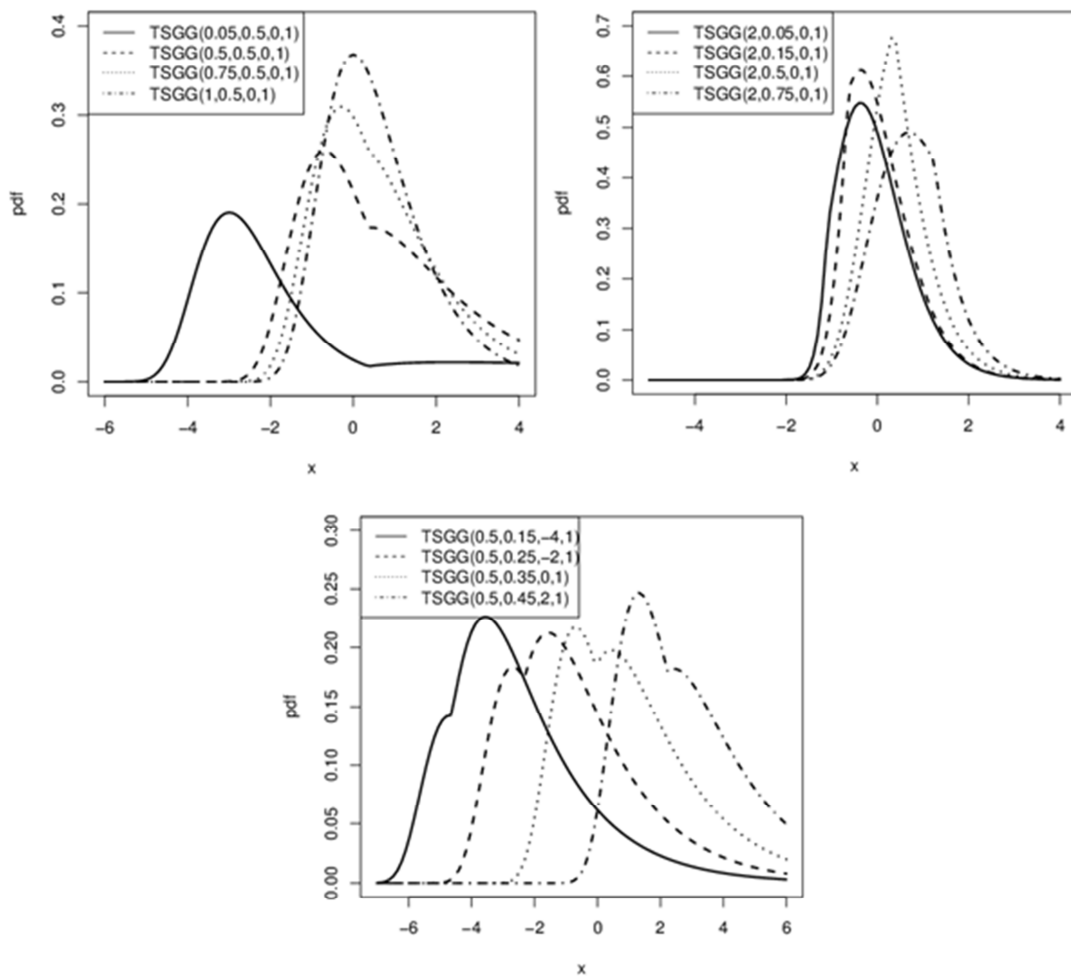 0.4
0.3
0.2
0.1
0.0
pdf
TSGG(0.05,0.5,0,1)
TSGG(0.5,0.5,0,1)
TSGG(0.75,0.5,0,1)
TSGG(1,0.5,0,1)
−6 −4 −2 0 2 4
x
0.7
0.6
0.5
0.4
0.3
0.2
0.1
0.0
pdf
TSGG(2,0.05,0,1)
TSGG(2,0.15,0,1)
TSGG(2,0.5,0,1)
TSGG(2,0.75,0,1)
−4 −2 0 2 4
x
0.30
0.25
0.20
0.15
0.10
0.05
0.00
pdf
TSGG(0.5,0.15,−4,1)
TSGG(0.5,0.25,−2,1)
TSGG(0.5,0.35,0,1)
TSGG(0.5,0.45,2,1)
−6 −4 −2 0 2 4 6
x